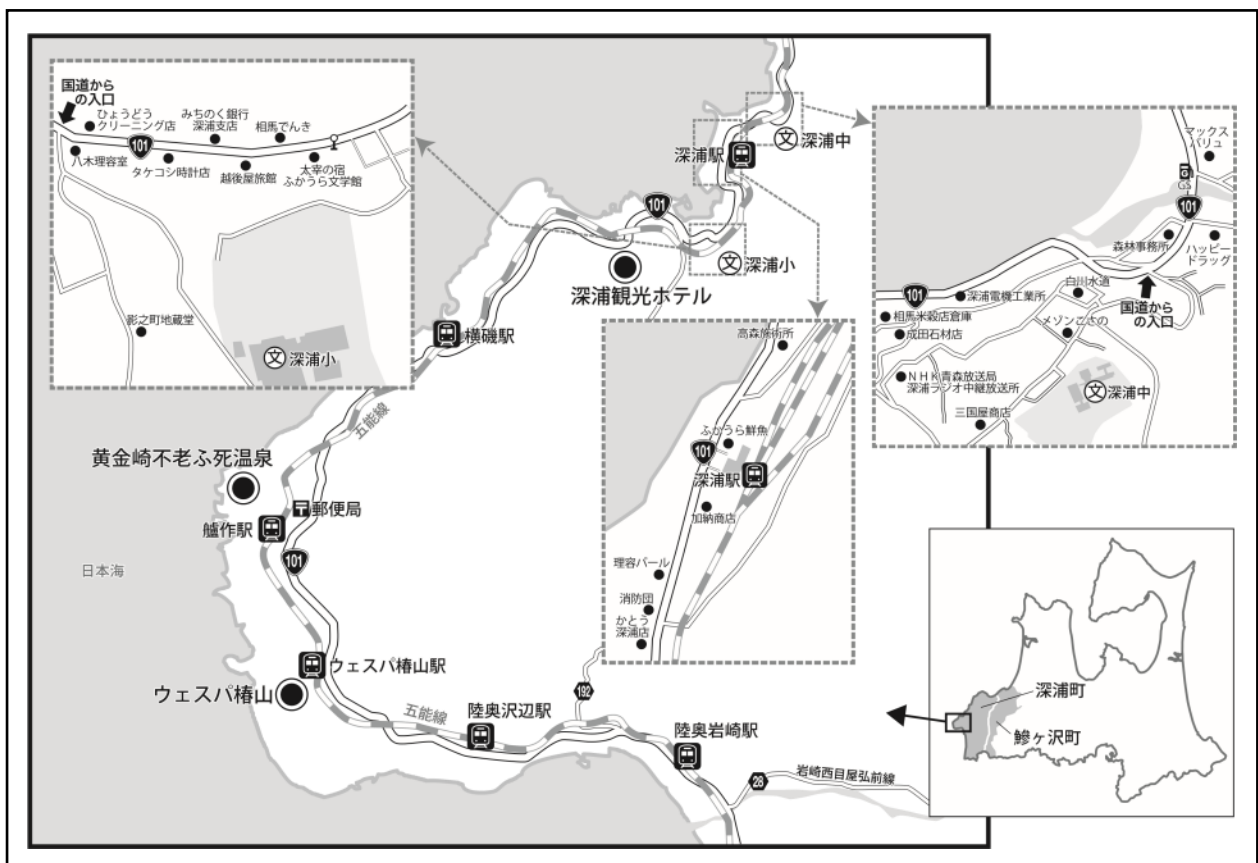 国道から
の入口
ひょうどう
クリーニング店
みちのく銀行
深浦支店
相馬でんき
101
八木理容室
タケコシ時計店
越後屋旅館
太宰の宿
ふかうら文学館
影之町地蔵堂
文
深浦小
深浦駅
文
深浦中
101
文
深浦小
深浦観光ホテル
横磯駅
五能線
黄金崎不老ふ死温泉
郵便局
艫作駅
101
日本海
ウェスパ椿山駅
ウェスパ椿山
五能線
陸奥沢辺駅
192
陸奥岩崎駅
28
岩崎西目屋弘前線
高森施術所
ふかうら鮮魚
101
深浦駅
加納商店
理容パール
消防団
かとう
深浦店
マックス
バリュ
G
GS
101
森林事務所
ハッピー
ドラッグ
白川水道
国道から
の入口
101
深浦電機工業所
相馬米穀店倉庫
メゾンこさの
成田石材店
NHK青森放送局
深浦ラジオ中継放送所
文
深浦中
三国屋商店
深浦町
鰺ヶ沢町